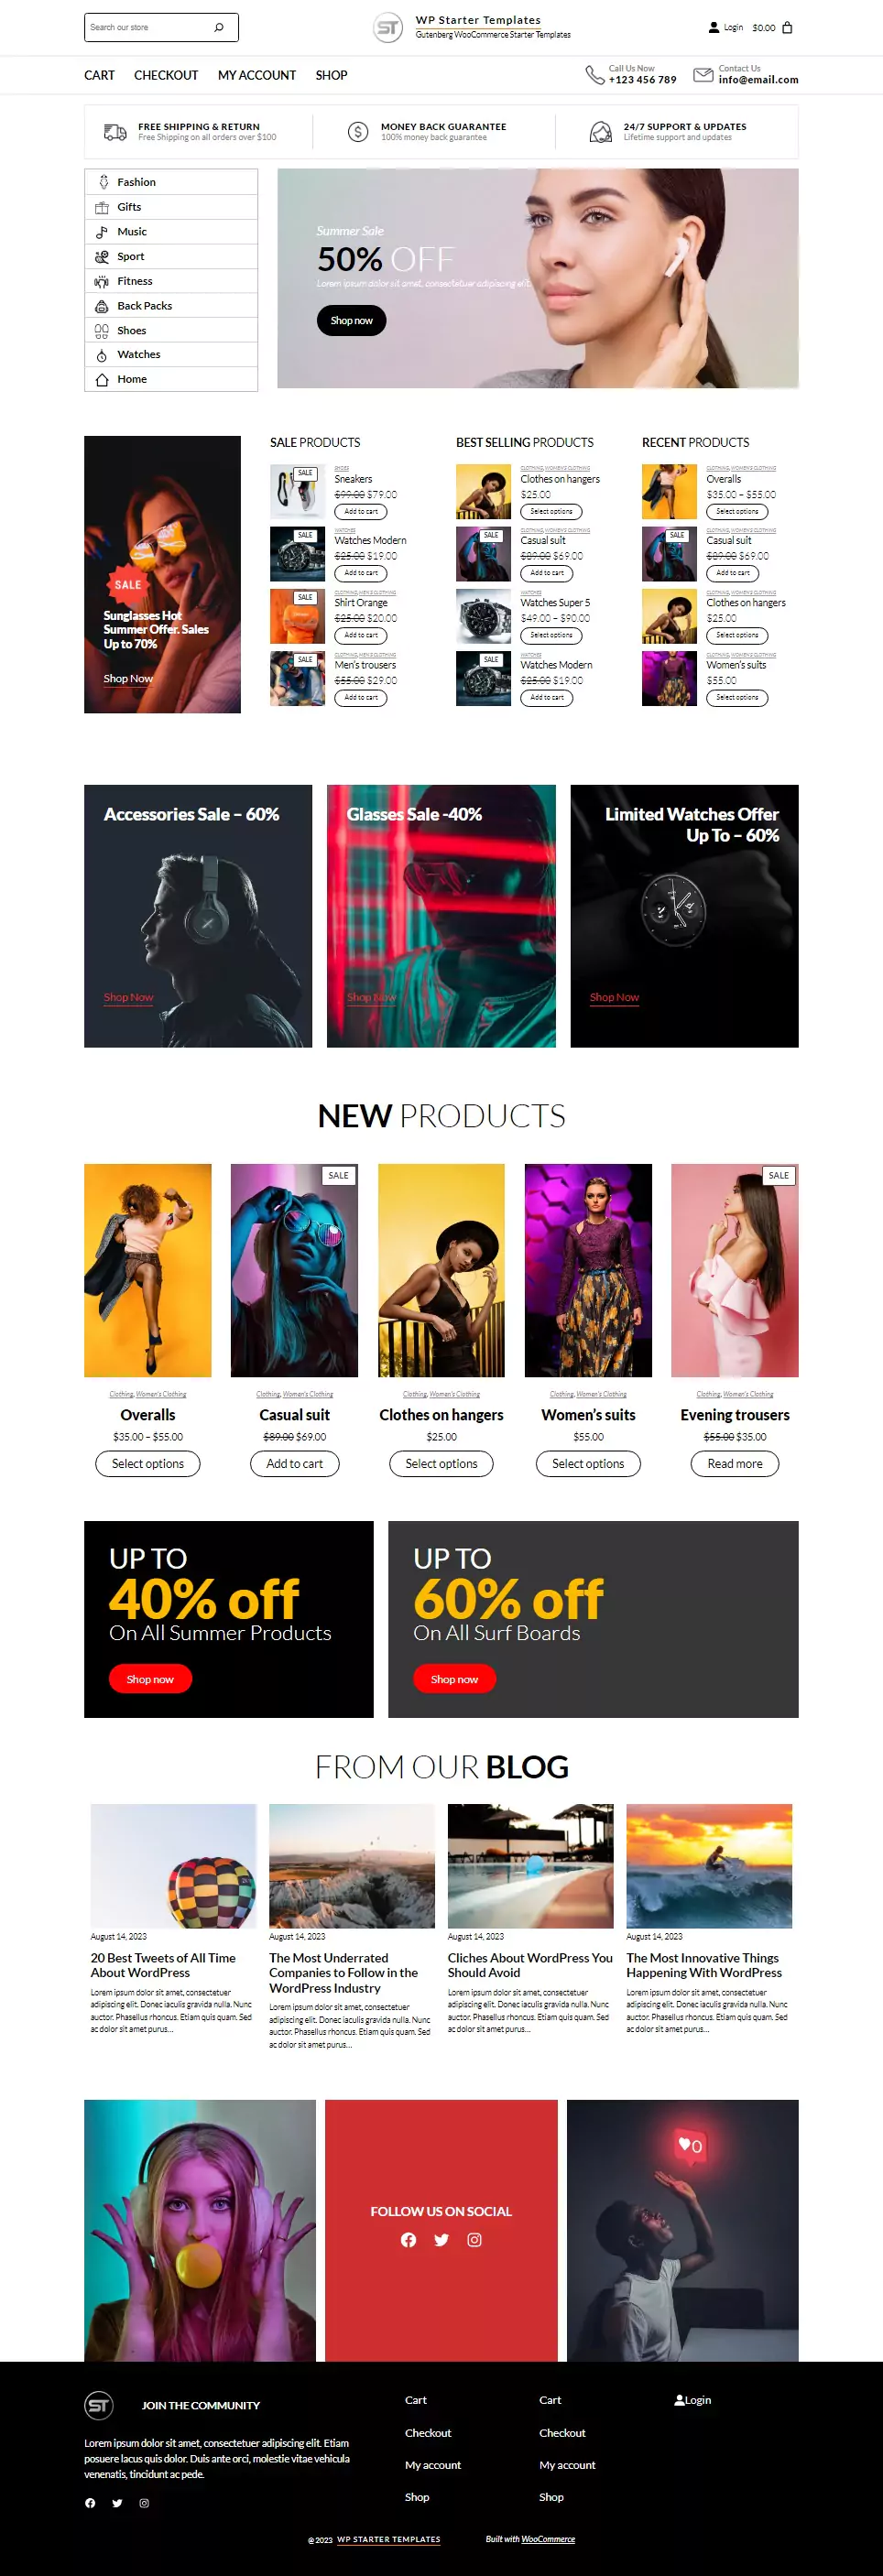 Search our store
ST
WP Starter Templates
Gutenberg WooCommerce Starter Templates
Login
$0.00
CART
CHECKOUT
MY ACCOUNT
SHOP
Call Us Now
+123 456 789
Contact Us
info@email.com
FREE SHIPPING & RETURN
Free Shipping on all orders over $100
MONEY BACK GUARANTEE
100% money back guarantee
24/7 SUPPORT & UPDATES
Lifetime support and updates
Fashion
Gifts
Music
Sport
Fitness
Back Packs
Shoes
Watches
Home
Summer Sale
50% OFF
Lorem ipsum dolor sit amet, consectetuer adipiscing elit.
Shop now
SALE
Sunglasses Hot
Summer Offer. Sales
Up to 70%
Shop Now
SALE PRODUCTS
SALE
SHOES
Sneakers
$99.00 $79.00
Add to cart
SALE
WATCHES
Watches Modern
$25.00 $19.00
Add to cart
SALE
CLOTHING, MEN'S CLOTHING
Shirt Orange
$25.00 $20.00
Add to cart
SALE
CLOTHING, MEN'S CLOTHING
Men's trousers
$55.00 $29.00
Add to cart
BEST SELLING PRODUCTS
CLOTHING, WOMEN'S CLOTHING
Clothes on hangers
$25.00
Select options
SALE
CLOTHING, WOMEN'S CLOTHING
Casual suit
$89.00 $69.00
Add to cart
WATCHES
Watches Super 5
$49.00 – $90.00
Select options
SALE
WATCHES
Watches Modern
$25.00 $19.00
Add to cart
RECENT PRODUCTS
CLOTHING, WOMEN'S CLOTHING
Overalls
$35.00 – $55.00
Select options
SALE
CLOTHING, WOMEN'S CLOTHING
Casual suit
$89.00 $69.00
Add to cart
CLOTHING, WOMEN'S CLOTHING
Clothes on hangers
$25.00
Select options
CLOTHING, WOMEN'S CLOTHING
Women's suits
$55.00
Select options
Accessories Sale – 60%
Shop Now
Glasses Sale -40%
Shop Now
Limited Watches Offer
Up To – 60%
Shop Now
NEW PRODUCTS
Clothing, Women's Clothing
Overalls
$35.00 – $55.00
Select options
SALE
Clothing, Women's Clothing
Casual suit
$89.00 $69.00
Add to cart
Clothing, Women's Clothing
Clothes on hangers
$25.00
Select options
Clothing, Women's Clothing
Women's suits
$55.00
Select options
SALE
Clothing, Women's Clothing
Evening trousers
$55.00 $35.00
Read more
UP TO
40% off
On All Summer Products
Shop now
UP TO
60% off
On All Surf Boards
Shop now
FROM OUR BLOG
August 14, 2023
20 Best Tweets of All Time
About WordPress
Lorem ipsum dolor sit amet, consectetuer
adipiscing elit. Donec iaculis gravida nulla. Nunc
auctor. Phasellus rhoncus. Etiam quis quam. Sed
ac dolor sit amet purus…
August 14, 2023
The Most Underrated
Companies to Follow in the
WordPress Industry
Lorem ipsum dolor sit amet, consectetuer
adipiscing elit. Donec iaculis gravida nulla. Nunc
auctor. Phasellus rhoncus. Etiam quis quam. Sed
ac dolor sit amet purus…
August 14, 2023
Cliches About WordPress You
Should Avoid
Lorem ipsum dolor sit amet, consectetuer
adipiscing elit. Donec iaculis gravida nulla. Nunc
auctor. Phasellus rhoncus. Etiam quis quam. Sed
ac dolor sit amet purus…
August 14, 2023
The Most Innovative Things
Happening With WordPress
Lorem ipsum dolor sit amet, consectetuer
adipiscing elit. Donec iaculis gravida nulla. Nunc
auctor. Phasellus rhoncus. Etiam quis quam. Sed
ac dolor sit amet purus…
FOLLOW US ON SOCIAL
0
ST
JOIN THE COMMUNITY
Lorem ipsum dolor sit amet, consectetuer adipiscing elit. Etiam
posuere lacus quis dolor. Duis ante orci, molestie vitae vehicula
venenatis, tincidunt ac pede.
Cart
Checkout
My account
Shop
Cart
Checkout
My account
Shop
Login
@ 2023 WP STARTER TEMPLATES
Built with WooCommerce